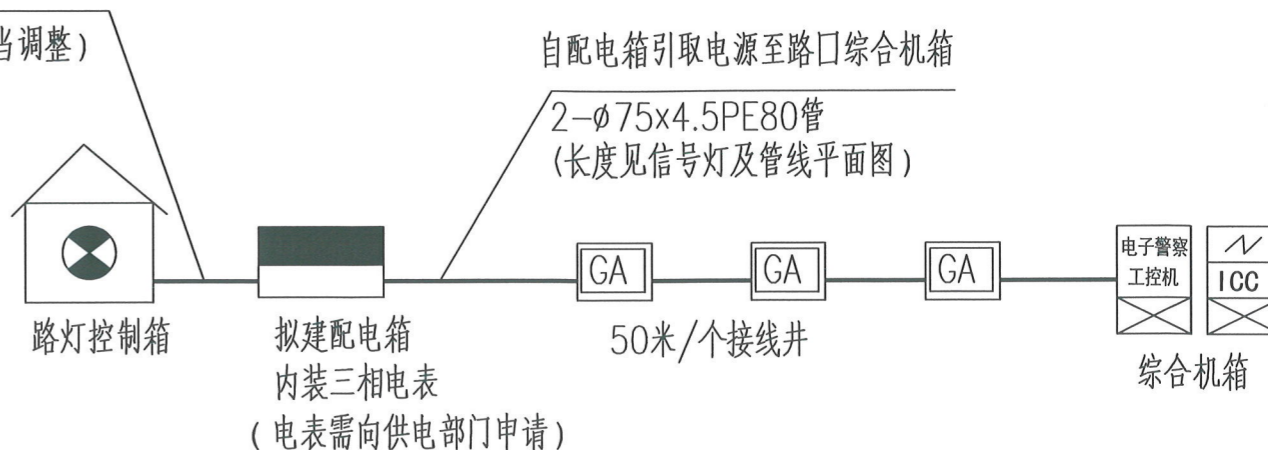 当调整)
自配电箱引取电源至路口综合机箱
2-ø75x4.5PE80管
(长度见信号灯及管线平面图)
GA
GA
GA
电子警察
工控机
ICC
路灯控制箱
拟建配电箱
内装三相电表
(电表需向供电部门申请)
50米/个接线井
综合机箱